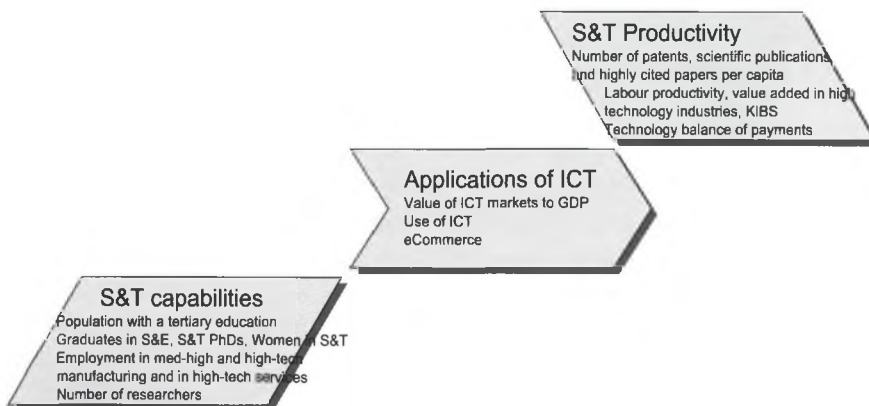 S&T Productivity
Number of patents, scientific publications
and highly cited papers per capita
Labour productivity, value added in high
technology industries, KIBS
Technology balance of payments
Applications of ICT
Value of ICT markets to GDP
Use of ICT
eCommerce
S&T capabilities
Population with a tertiary education
Graduates in S&E, S&T PhDs, Women in S&T
Employment in med-high and high-tech
manufacturing and in high-tech services
Number of researchers